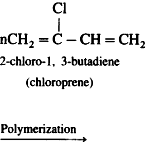 Cl
nCH₂ = C - CH = CH₂
2-chloro-1, 3-butadiene
(chloroprene)
Polymerization